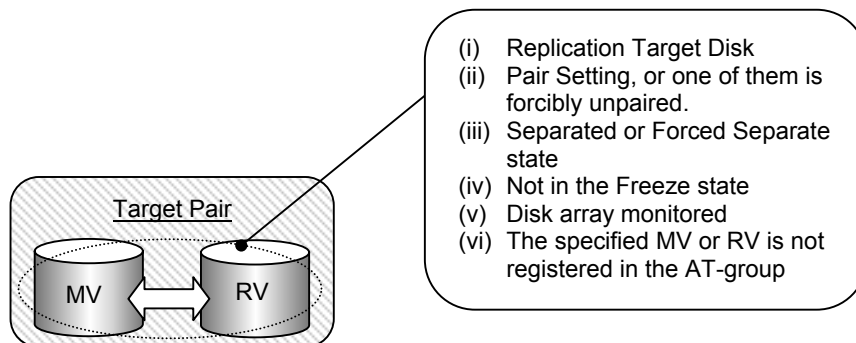 (i) Replication Target Disk
(ii) Pair Setting, or one of them is
forcibly unpaired.
(iii) Separated or Forced Separate
state
(iv) Not in the Freeze state
(v) Disk array monitored
(vi) The specified MV or RV is not
registered in the AT-group
Target Pair
MV
RV